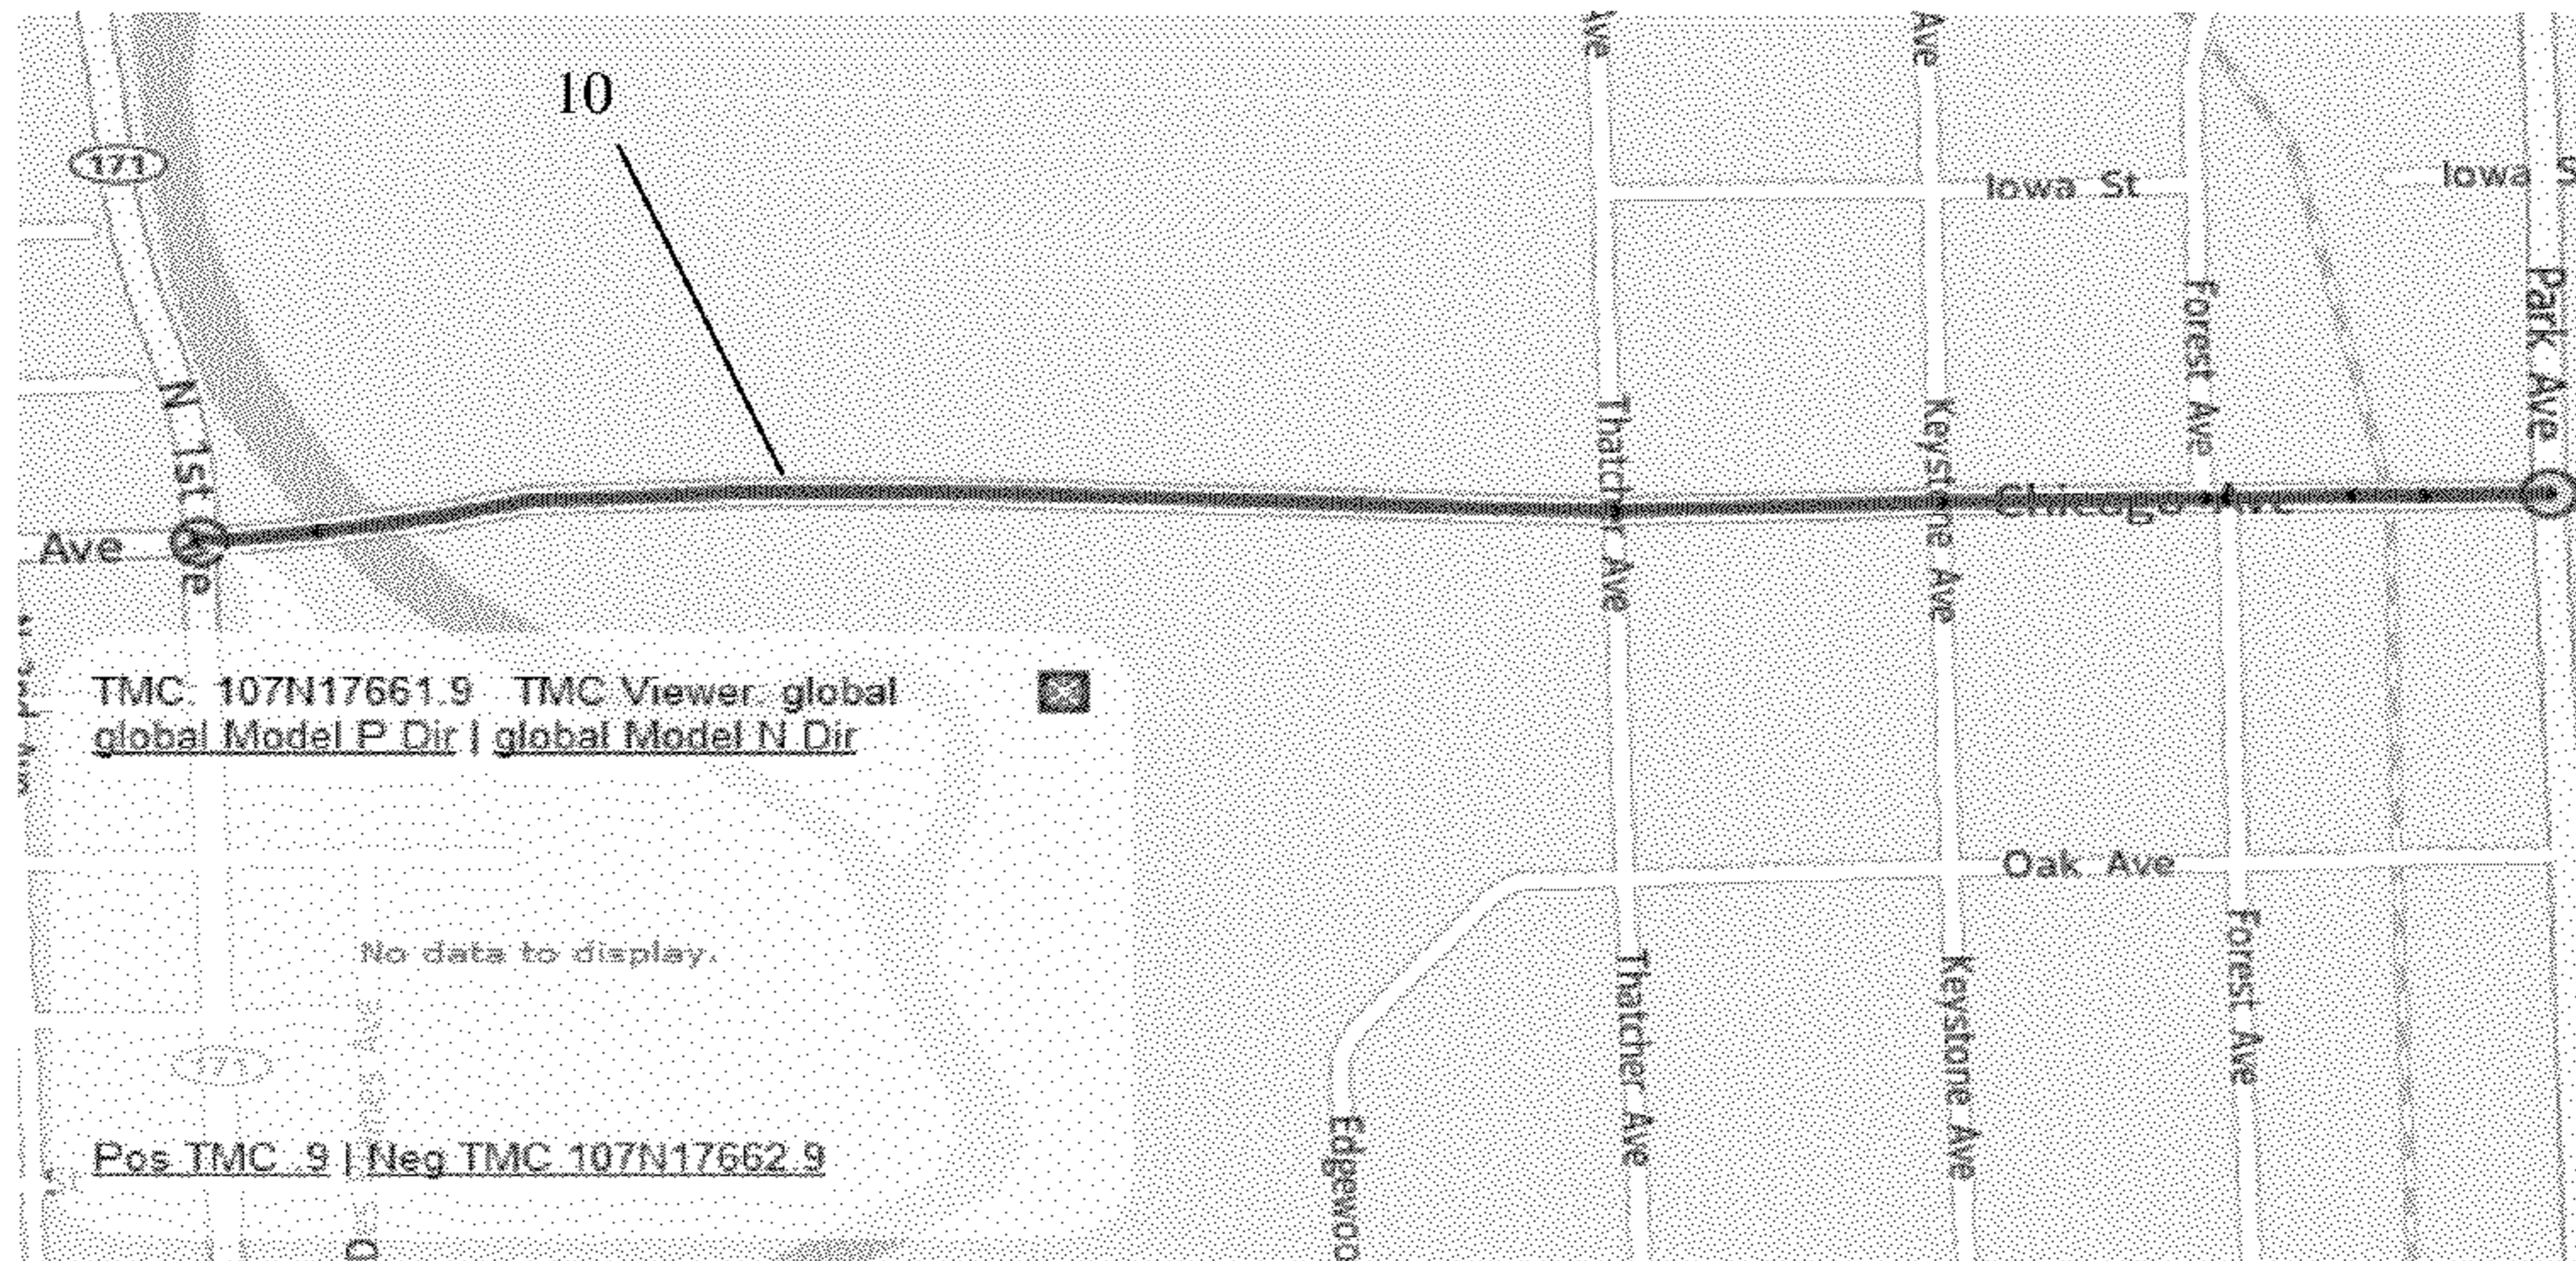 Ave
Ave
10
171
Iowa St
Iowa S
Park Ave
Forest Ave
N 1st
Thatcher Ave
Keystone Ave
Chicago Ave
Ave
TMC: 107N17661.9 TMC Viewer: global
global Model P Dir | global Model N Dir
Oak Ave
No data to display.
Forest Ave
Thatcher Ave
Keystone Ave
171
Edgewoo
Pos TMC .9 | Neg TMC 107N17662.9